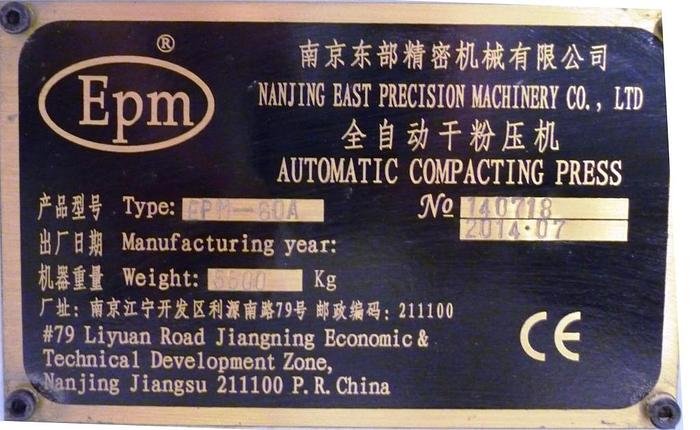 ®
Epm
南京东部精密机械有限公司
NANJING EAST PRECISION MACHINERY CO., LTD
全自动干粉压机
AUTOMATIC COMPACTING PRESS
产品型号 Type: EPM-60A № 140718
出厂日期 Manufacturing year: 2014·07
机器重量 Weight: Kg
厂址: 南京江宁开发区利源南路79号 邮政编码: 211100
#79 Liyuan Road Jiangning Economic &
Technical Development Zone,
Nanjing Jiangsu 211100 P. R. China
CE